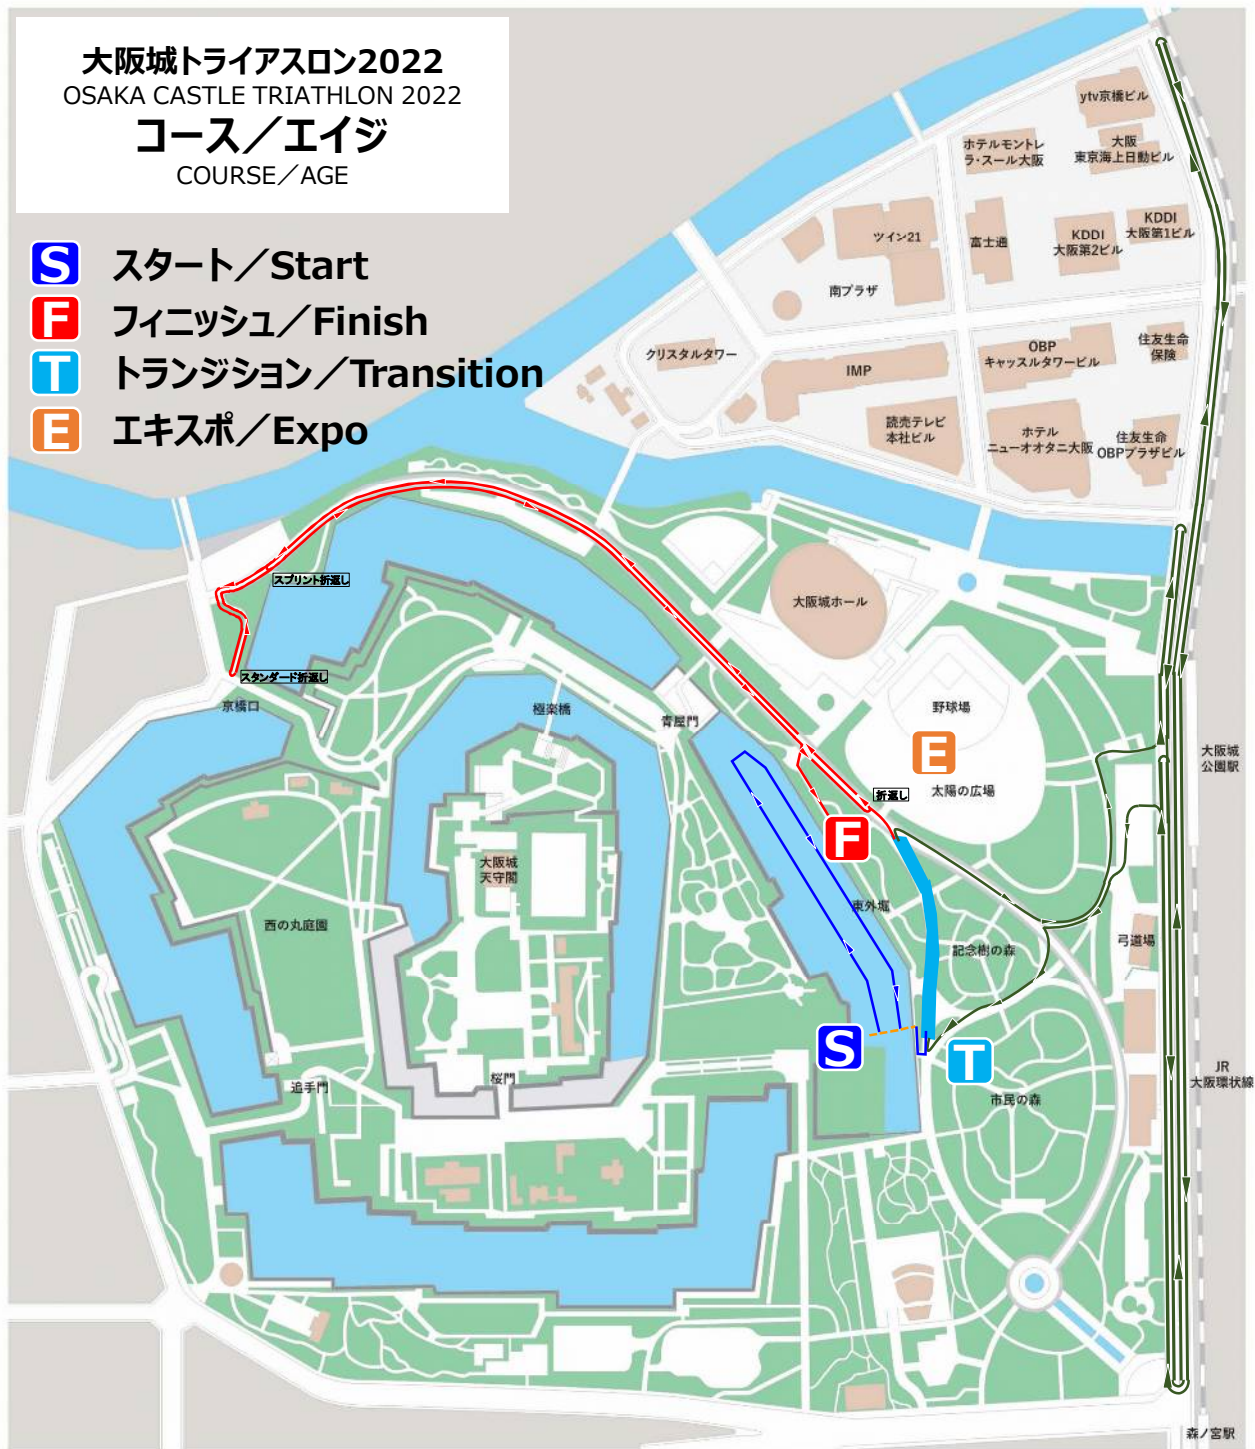 大阪城トライアスロン2022
OSAKA CASTLE TRIATHLON 2022
コース／エイジ
COURSE／AGE
S スタート／Start
F フィニッシュ／Finish
T トランジション／Transition
E エキスポ／Expo
ytv京橋ビル
大阪
東京海上日動ビル
ホテルモントレ
ラ・スール大阪
KDDI
大阪第1ビル
KDDI
大阪第2ビル
富士通
ツイン21
南プラザ
クリスタルタワー
IMP
OBP
キャッスルタワービル
住友生命
保険
読売テレビ
本社ビル
ホテル
ニューオオタニ大阪
住友生命
OBPプラザビル
スプリント折返し
大阪城ホール
スタンダード折返し
京橋口
極楽橋
青屋門
野球場
E
太陽の広場
折返し
大阪城
公園駅
F
大阪城
天守閣
東外堀
西の丸庭園
記念樹の森
弓道場
S
T
桜門
追手門
市民の森
JR
大阪環状線
森ノ宮駅